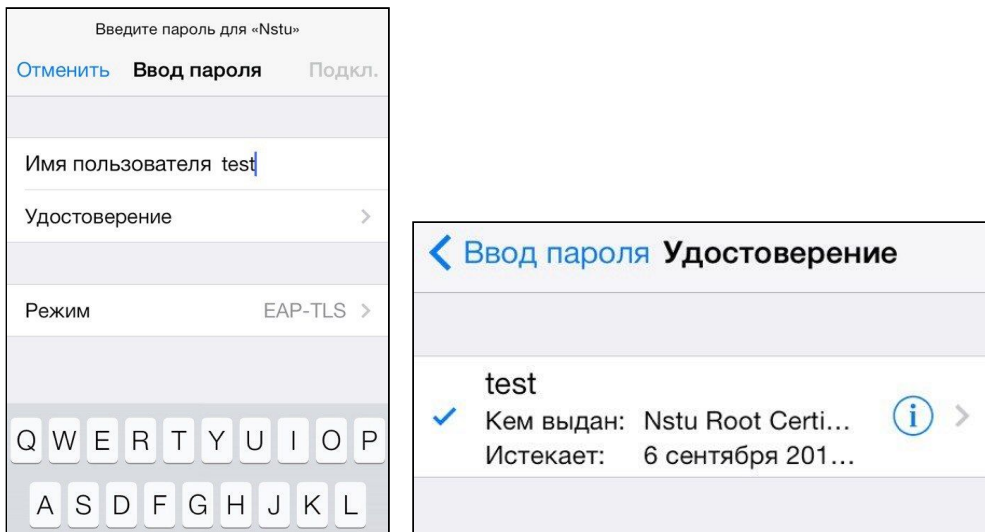 Введите пароль для «Nstu»
Отменить Ввод пароля Подкл.
Имя пользователя test
Удостоверение
Режим EAP-TLS
Q W E R T Y U I O P
A S D F G H J K L
Ввод пароля Удостоверение
test
Кем выдан: Nstu Root Certi...
Истекает: 6 сентября 201...